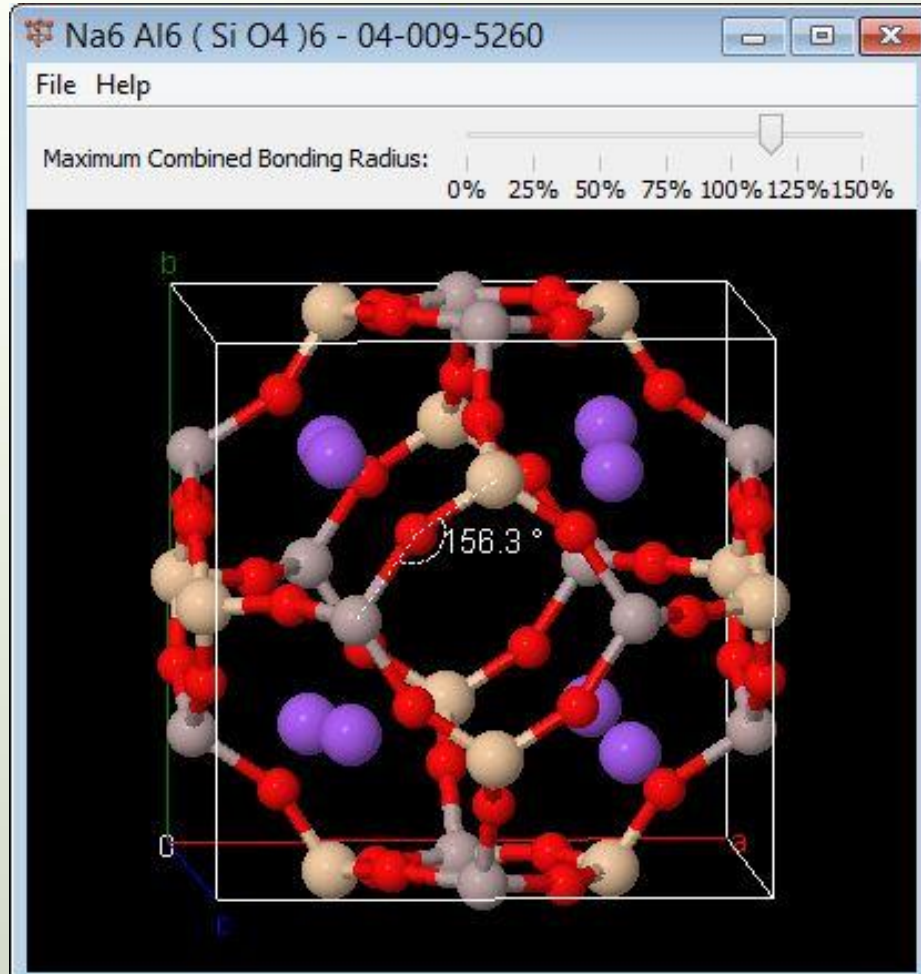 Na6 Al6 ( Si O4 )6 - 04-009-5260
File Help
Maximum Combined Bonding Radius:
0% 25% 50% 75% 100% 125% 150%
b
156.3 °
0
a
c